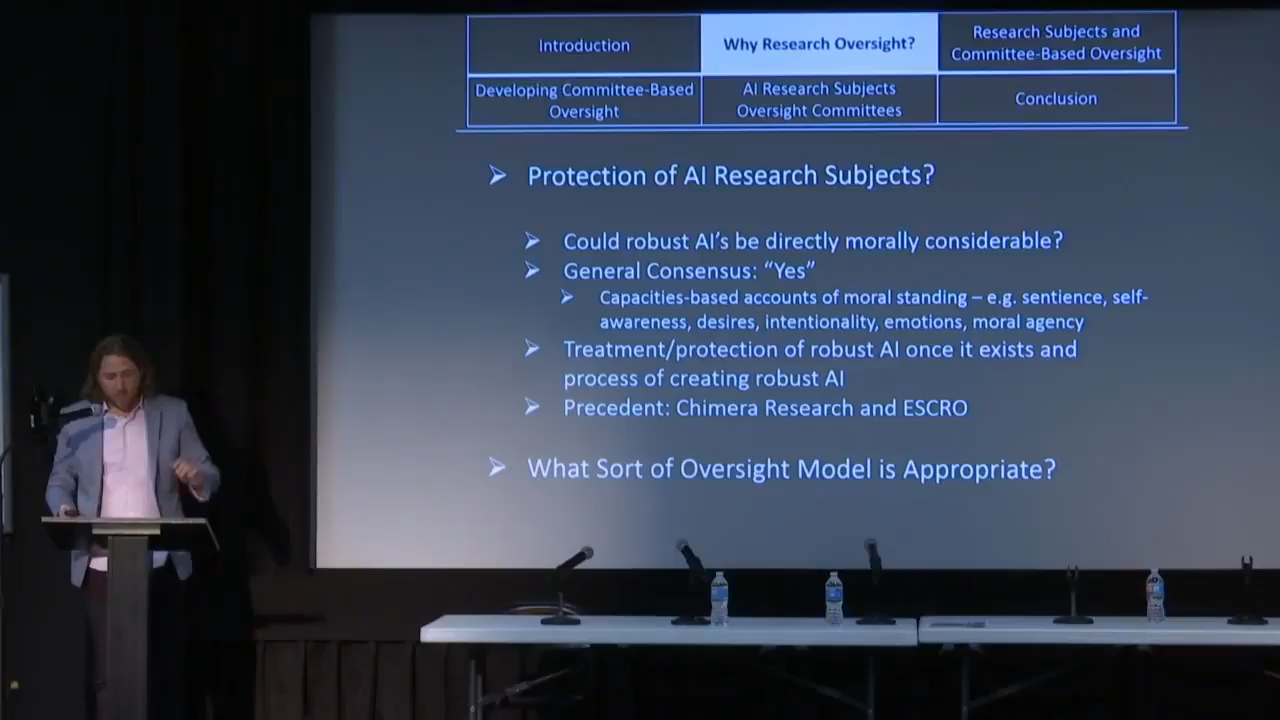 Introduction
Why Research Oversight?
Research Subjects and
Committee-Based Oversight
Developing Committee-Based
Oversight
AI Research Subjects
Oversight Committees
Conclusion
Protection of AI Research Subjects?
Could robust AI's be directly morally considerable?
General Consensus: “Yes”
Capacities-based accounts of moral standing – e.g. sentience, self-
awareness, desires, intentionality, emotions, moral agency
Treatment/protection of robust AI once it exists and
process of creating robust AI
Precedent: Chimera Research and ESCRO
What Sort of Oversight Model is Appropriate?